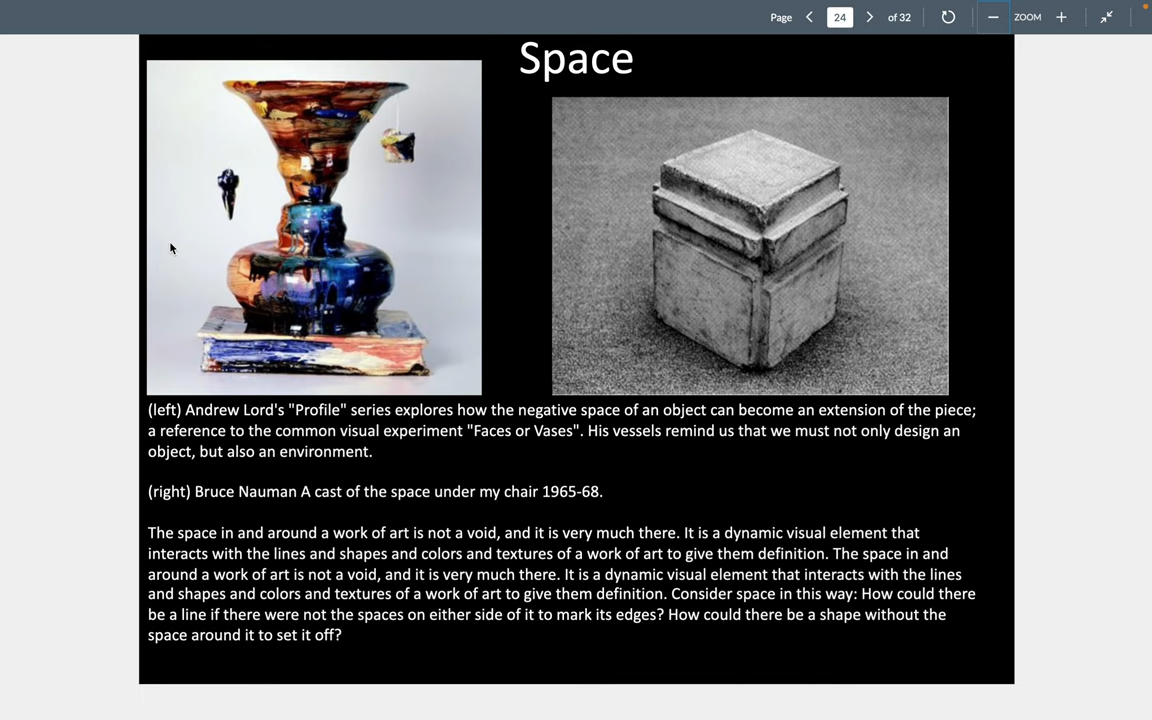 Page 24 of 32 ZOOM
Space
(left) Andrew Lord's "Profile" series explores how the negative space of an object can become an extension of the piece;
a reference to the common visual experiment "Faces or Vases". His vessels remind us that we must not only design an
object, but also an environment.
(right) Bruce Nauman A cast of the space under my chair 1965-68.
The space in and around a work of art is not a void, and it is very much there. It is a dynamic visual element that
interacts with the lines and shapes and colors and textures of a work of art to give them definition. The space in and
around a work of art is not a void, and it is very much there. It is a dynamic visual element that interacts with the lines
and shapes and colors and textures of a work of art to give them definition. Consider space in this way: How could there
be a line if there were not the spaces on either side of it to mark its edges? How could there be a shape without the
space around it to set it off?